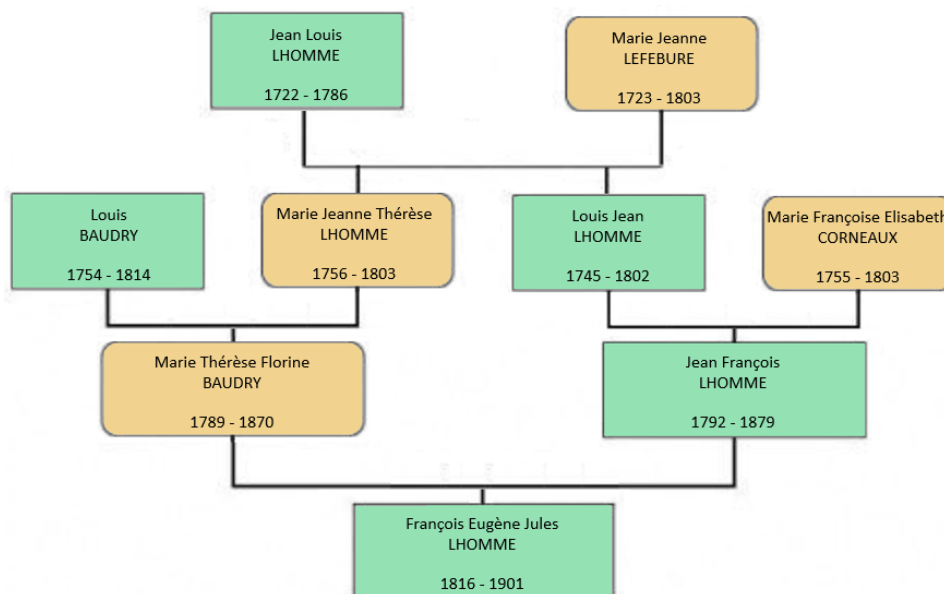 Jean Louis
LHOMME
1722 - 1786
Marie Jeanne
LEFEBURE
1723 - 1803
Louis
BAUDRY
1754 - 1814
Marie Jeanne Thérèse
LHOMME
1756 - 1803
Louis Jean
LHOMME
1745 - 1802
Marie Françoise Elisabeth
CORNEAUX
1755 - 1803
Marie Thérèse Florine
BAUDRY
1789 - 1870
Jean François
LHOMME
1792 - 1879
François Eugène Jules
LHOMME
1816 - 1901